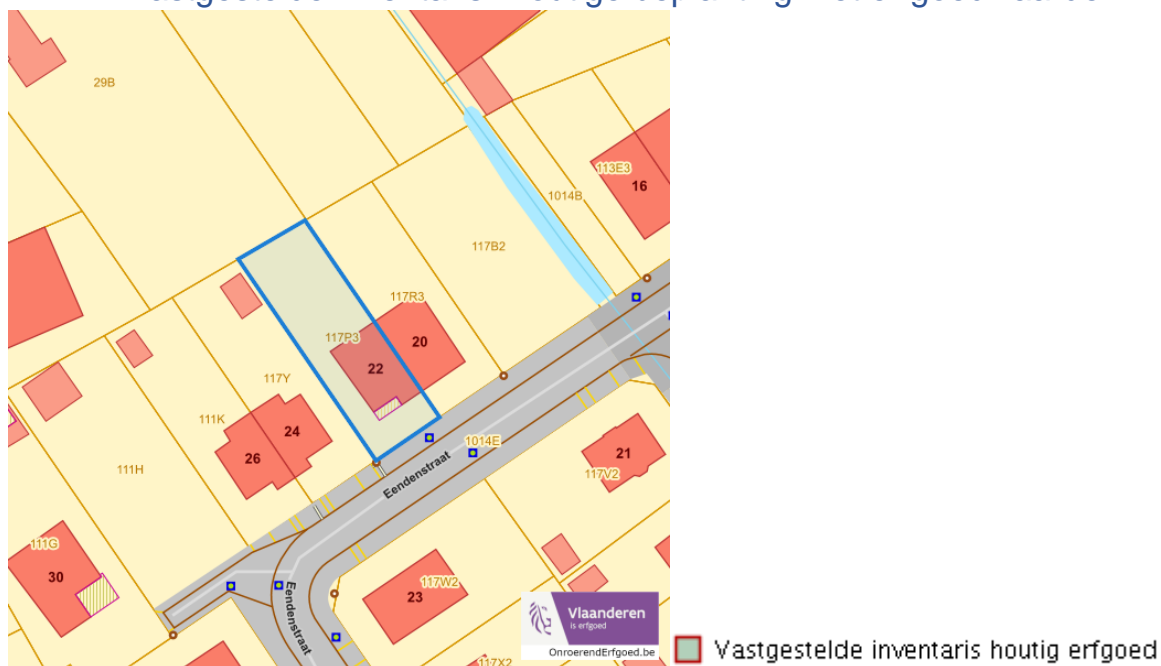 29B
113E3
16
1014B
117B2
117R3
117P3
20
22
117Y
111K
24
26
1014E
Eendenstraat
21
117V2
111H
111G
30
117W2
23
Eendenstraat
Vlaanderen
is erfgoed
OnroerendErfgoed.be
117X2
Vastgestelde inventaris houtig erfgoed